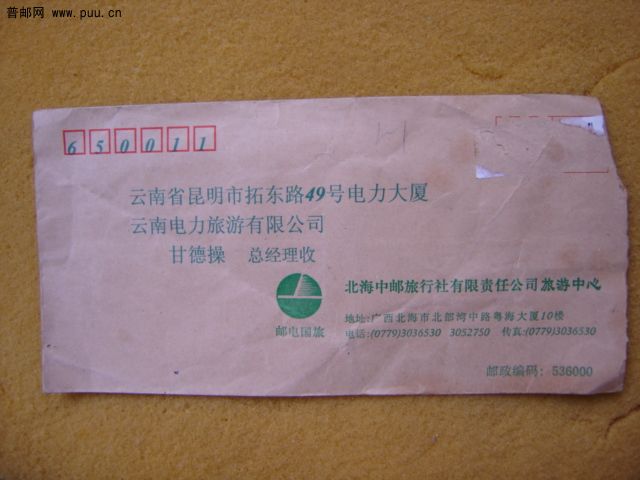 普邮网 www.puu.cn
650011
云南省昆明市拓东路49号电力大厦
云南电力旅游有限公司
甘德操 总经理收
邮电国旅
北海中邮旅行社有限责任公司旅游中心
地址:广西北海市北部湾中路粤海大厦10楼
电话:(0779)3036530 3052750 传真:(0779)3036530
邮政编码: 536000